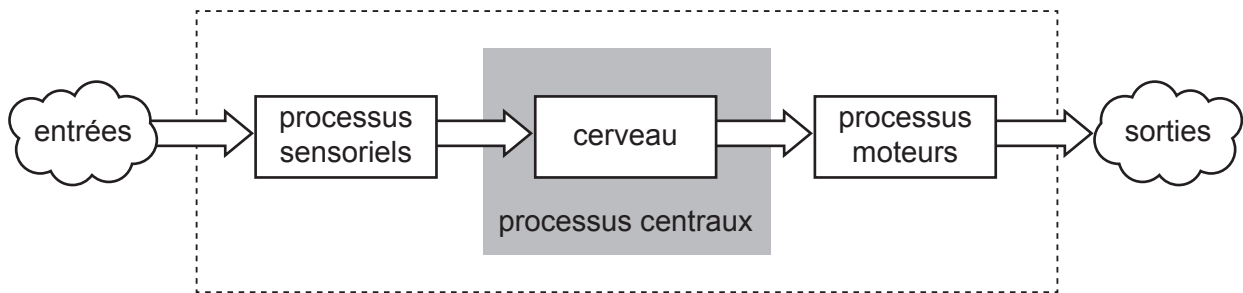 entrées
processus
sensoriels
cerveau
processus centraux
processus
moteurs
sorties